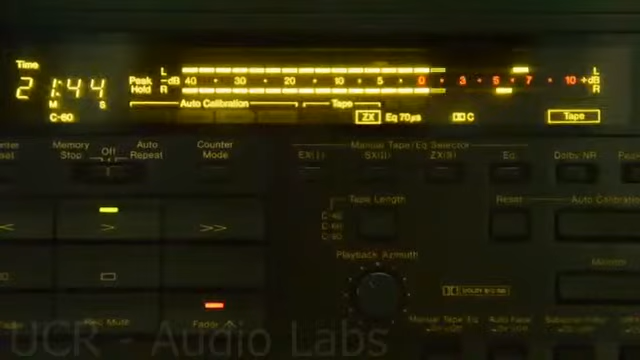 Time
21:44
M S
C-60
L
Peak -dB 40 30 20 10 5 0 3 5 7 10 +dB
Hold R
L
R
Auto Calibration
Tape
ZX Eq 70μs
C
Tape
Memory Stop
Off
Auto Repeat
Counter Mode
Manual Tape/Eq Selector
EX(I)
SX(II)
ZX(IV)
Eq
Dolby NR
Tape Length
C-46
C-60
C-90
Reset
Auto Calibration
<
>
>>
Playback Azimuth
DOLBY B-C NR
Rec Mute
Fader
Manual Tape Eq
Auto Fade
UCR - Audio Labs